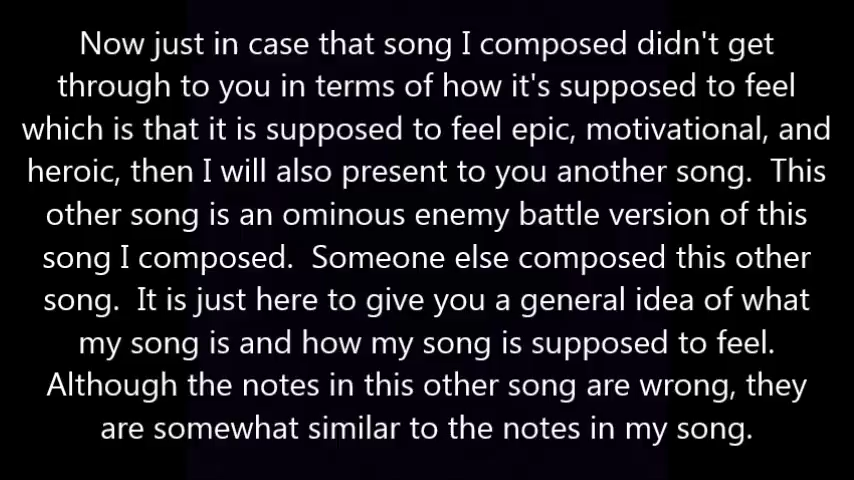 Now just in case that song I composed didn't get
through to you in terms of how it's supposed to feel
which is that it is supposed to feel epic, motivational, and
heroic, then I will also present to you another song.  This
other song is an ominous enemy battle version of this
song I composed.  Someone else composed this other
song.  It is just here to give you a general idea of what
my song is and how my song is supposed to feel.
Although the notes in this other song are wrong, they
are somewhat similar to the notes in my song.